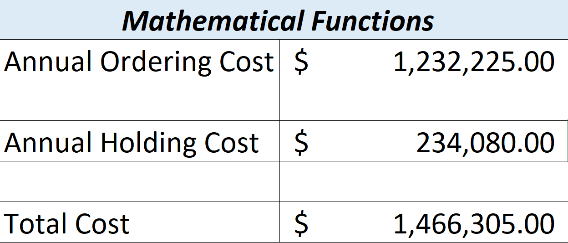 Mathematical Functions
Annual Ordering Cost $ 1,232,225.00
Annual Holding Cost $ 234,080.00
Total Cost $ 1,466,305.00